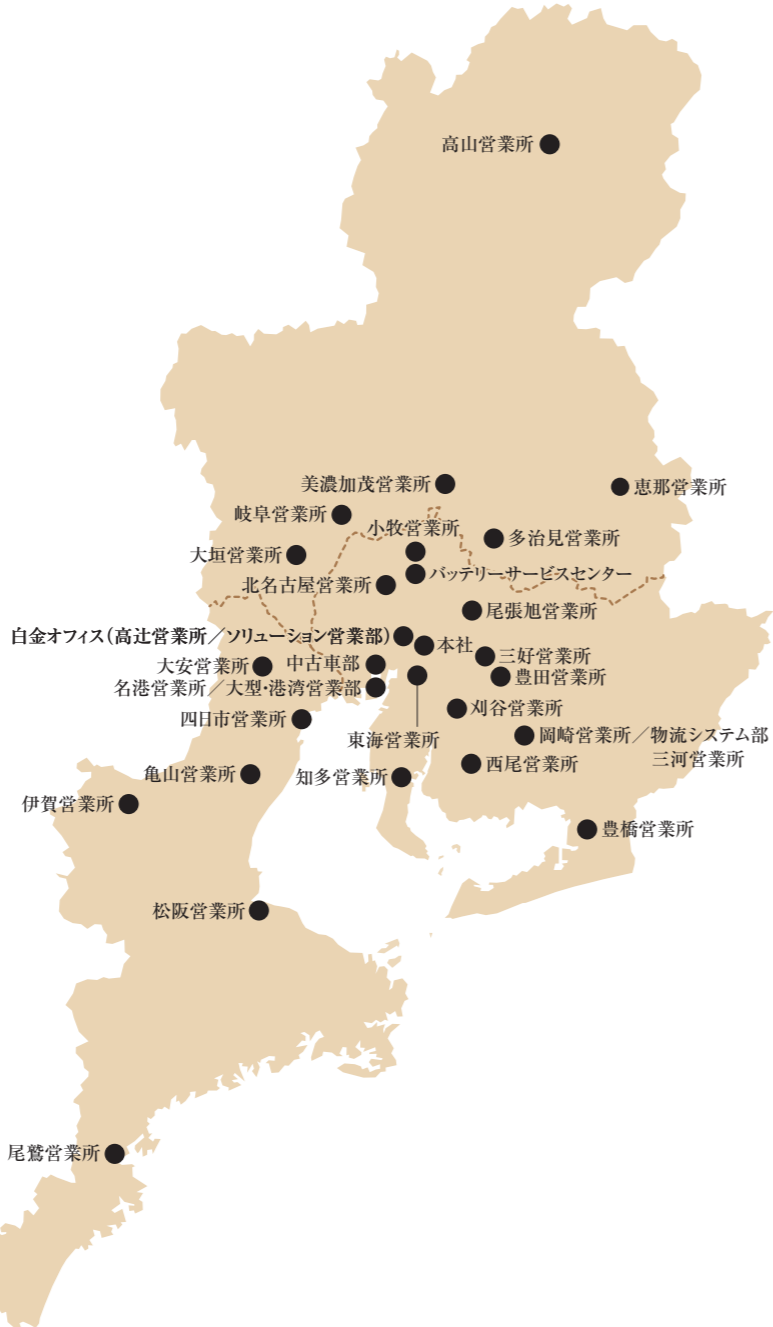 高山営業所
美濃加茂営業所
恵那営業所
岐阜営業所
小牧営業所
多治見営業所
大垣営業所
バッテリーサービスセンター
北名古屋営業所
尾張旭営業所
白金オフィス(高辻営業所／ソリューション営業部)
本社
三好営業所
中古車部
大安営業所
豊田営業所
名港営業所／大型・港湾営業部
刈谷営業所
四日市営業所
岡崎営業所／物流システム部
東海営業所
三河営業所
西尾営業所
亀山営業所
知多営業所
伊賀営業所
豊橋営業所
松阪営業所
尾鷲営業所